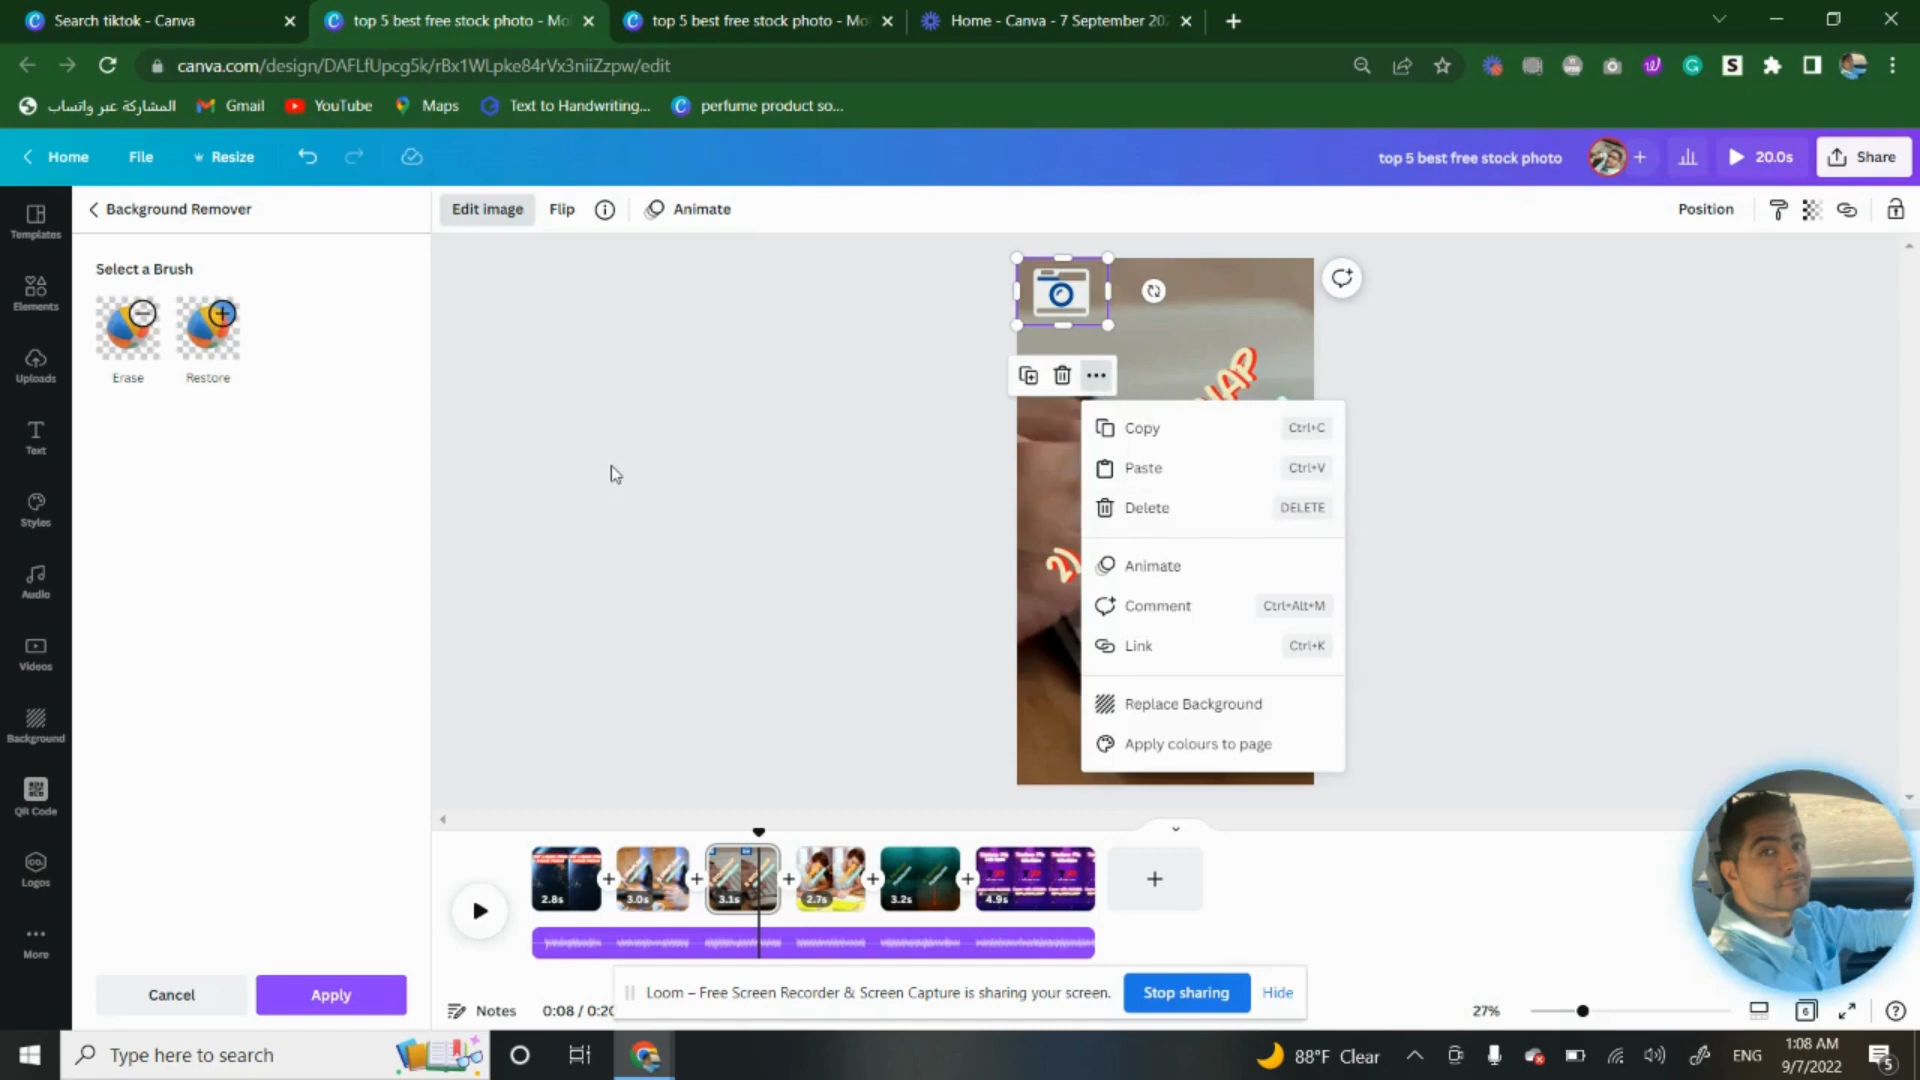 Search tiktok - Canva
top 5 best free stock photo - Mo
top 5 best free stock photo - Mo
Home - Canva - 7 September 20
canva.com/design/DAFLfUpcg5k/rBx1WLpke84rVx3niiZzpw/edit
المشاركة عبر واتساب
Gmail
YouTube
Maps
Text to Handwriting...
perfume product so...
Home
File
Resize
top 5 best free stock photo
20.0s
Share
Templates
Elements
Uploads
Text
Styles
Audio
Videos
Background
QR Code
Logos
More
Background Remover
Select a Brush
Erase
Restore
Cancel
Apply
Edit image
Flip
Animate
Position
2)
Copy Ctrl+C
Paste Ctrl+V
Delete DELETE
Animate
Comment Ctrl+Alt+M
Link Ctrl+K
Replace Background
Apply colours to page
2.8s
3.0s
3.1s
2.7s
3.2s
4.9s
Notes
0:08 / 0:20
Loom – Free Screen Recorder & Screen Capture is sharing your screen.
Stop sharing
Hide
27%
6
Type here to search
88°F Clear
ENG
1:08 AM
9/7/2022
5